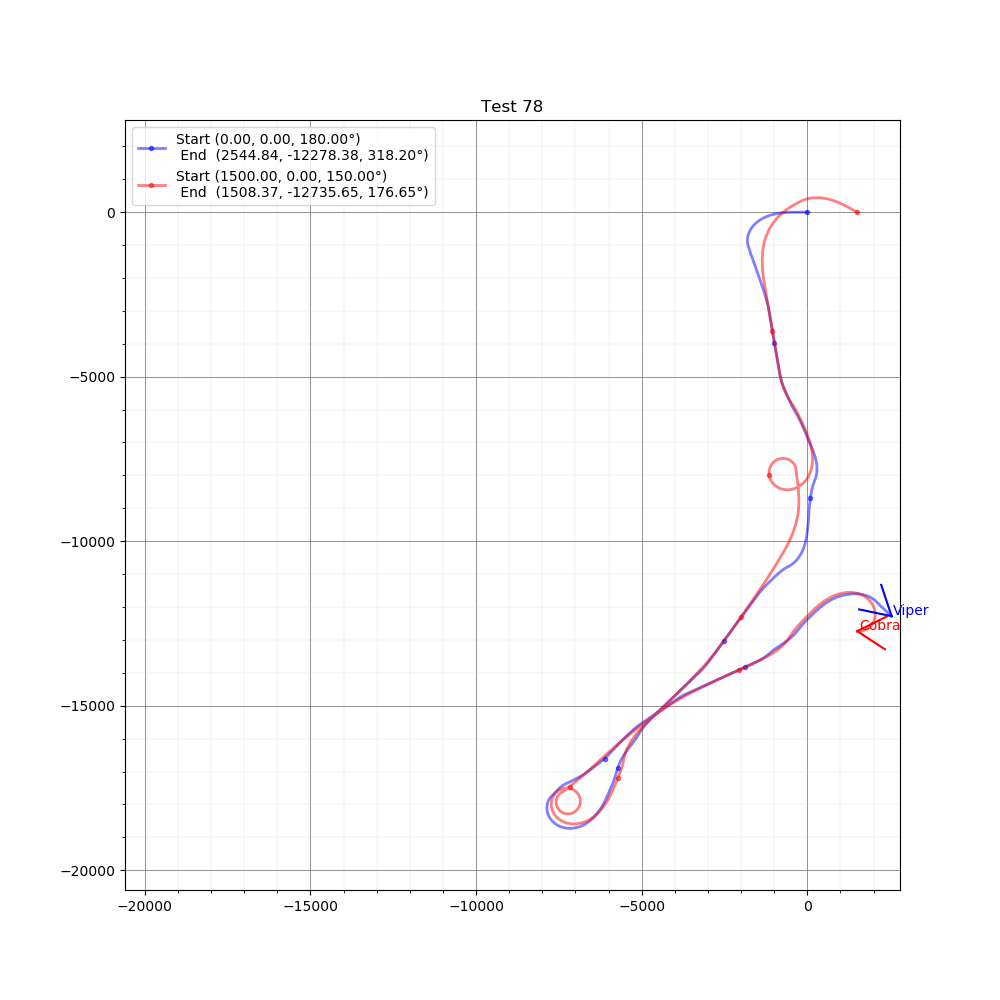 Test 78
Start (0.00, 0.00, 180.00°)
End (2544.84, -12278.38, 318.20°)
Start (1500.00, 0.00, 150.00°)
End (1508.37, -12735.65, 176.65°)
0
−5000
−10000
−15000
−20000
Viper
Cobra
−20000 −15000 −10000 −5000 0